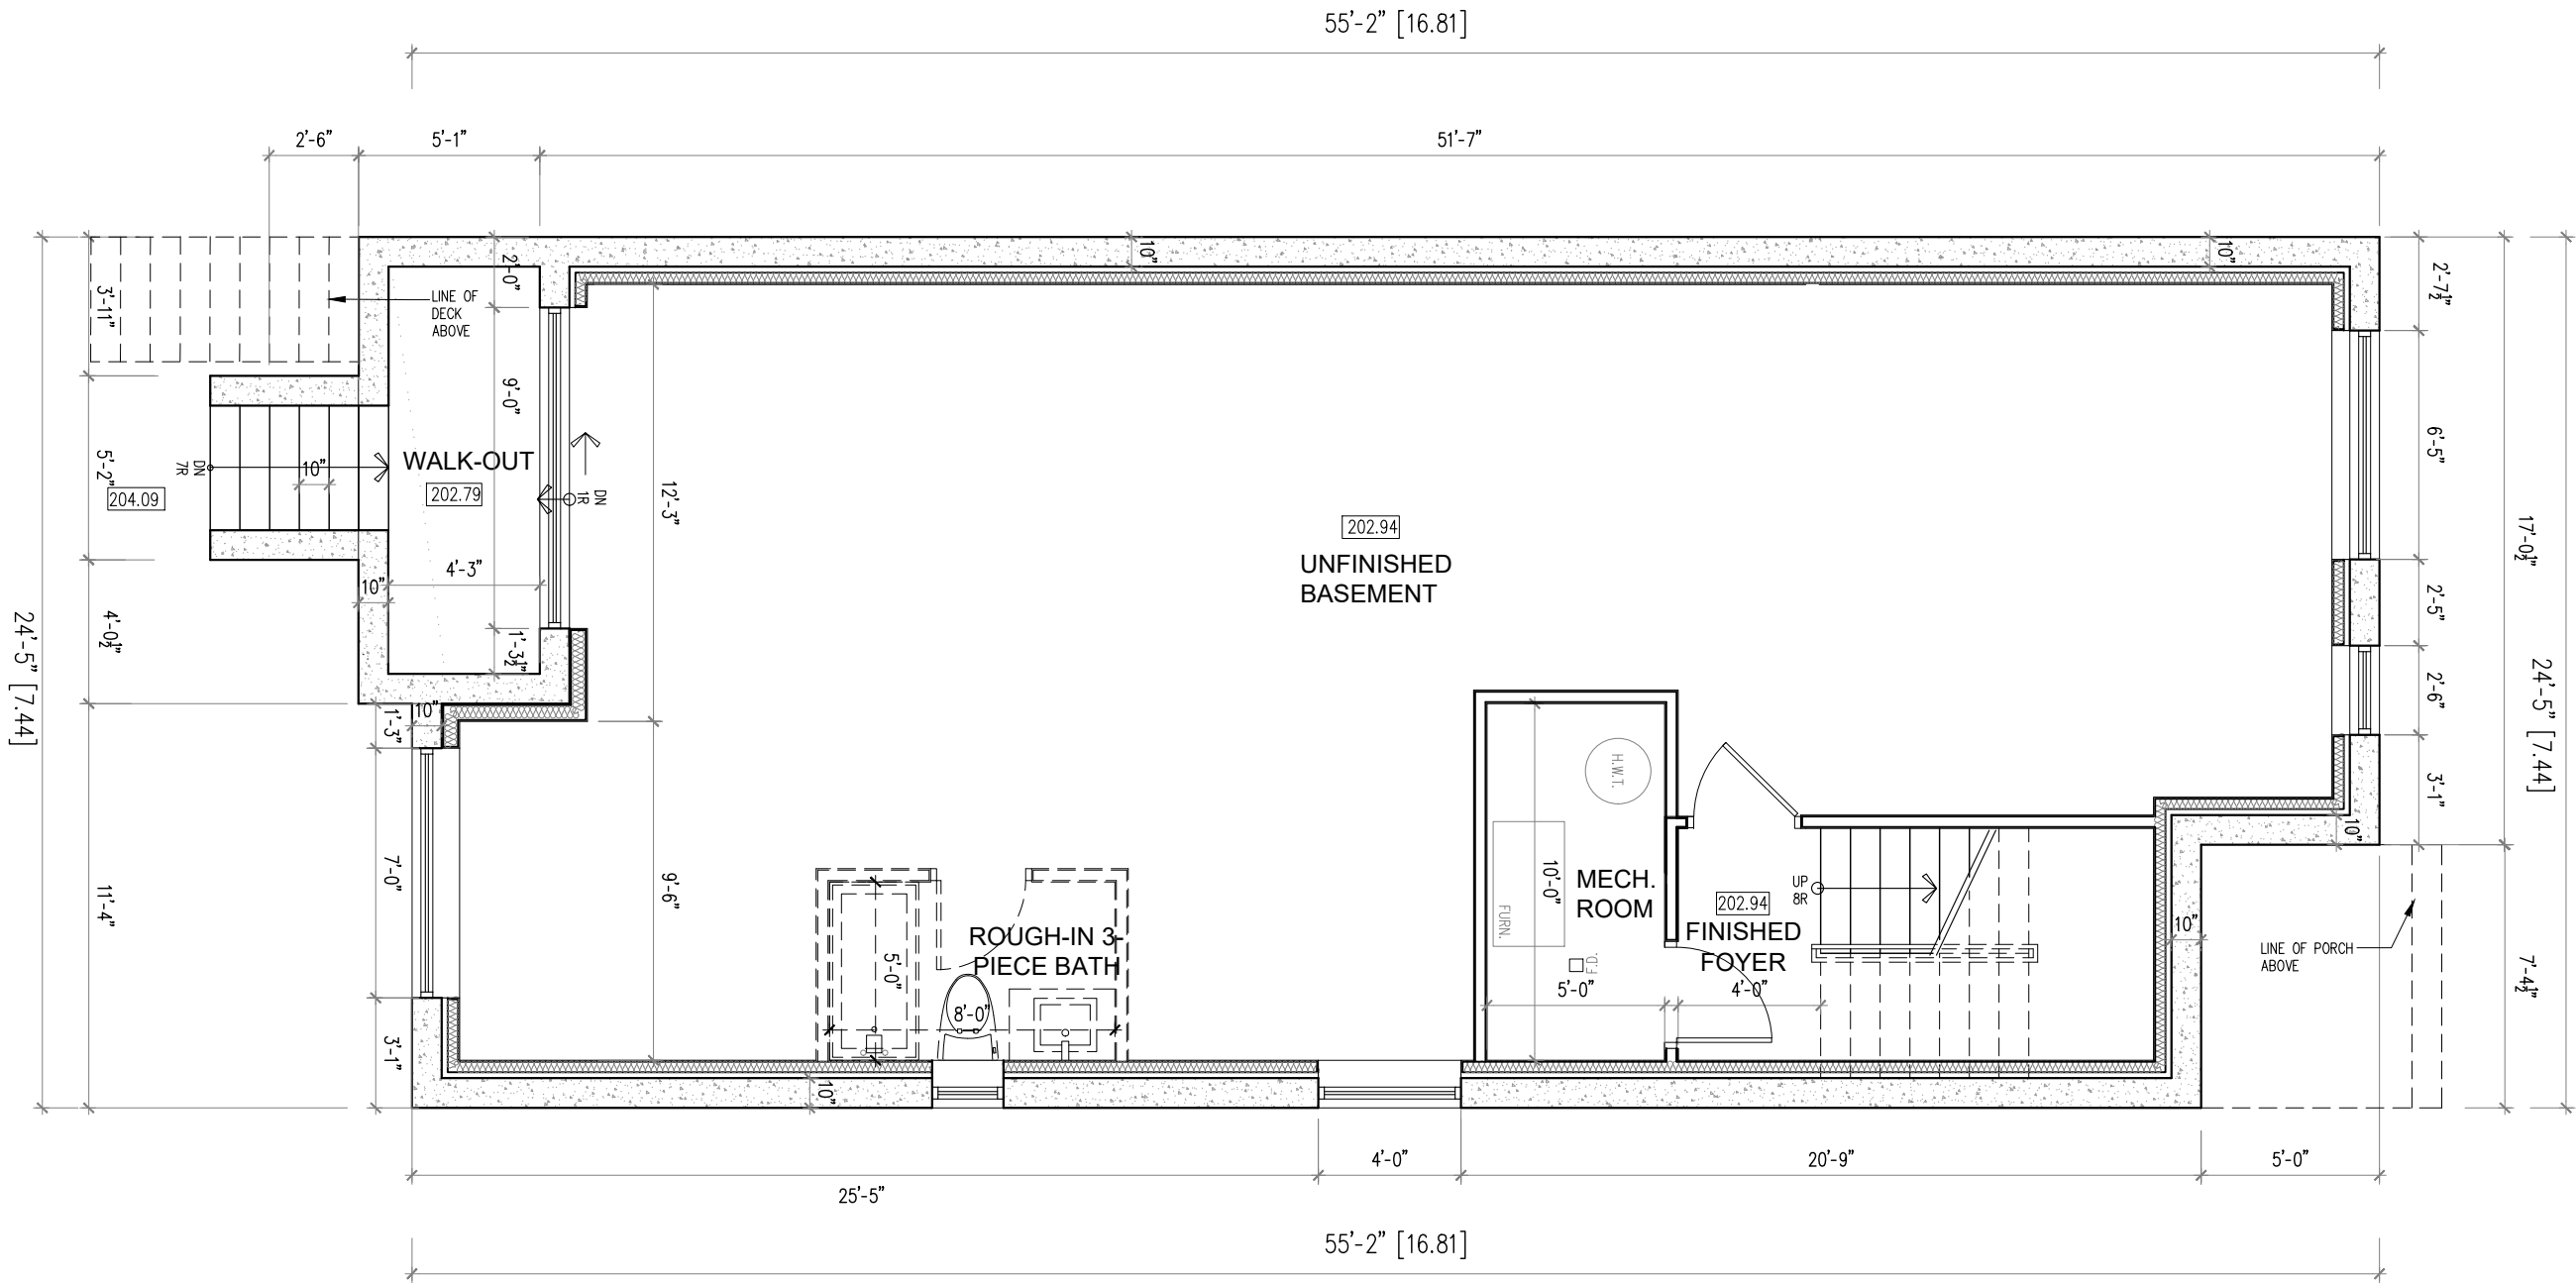 55'-2" [16.81]
2'-6"
5'-1"
51'-7"
10"
10"
2'-0"
2'-7½"
3'-11"
LINE OF
DECK
ABOVE
9'-0"
6'-5"
WALK-OUT
202.79
10"
DN
7R
5'-2"
204.09
DN
1R
12'-3"
202.94
UNFINISHED
BASEMENT
17'-0½"
4'-3"
10"
2'-5"
4'-0½"
1'-3½"
24'-5" [7.44]
24'-5" [7.44]
2'-6"
10"
1'-3"
H.W.T.
3'-1"
10"
7'-0"
11'-4"
9'-6"
10'-0"
MECH.
ROOM
FURN.
F.D.
UP
8R
202.94
FINISHED
FOYER
ROUGH-IN 3-
PIECE BATH
5'-0"
8'-0"
5'-0"
4'-0"
10"
LINE OF PORCH
ABOVE
7'-4½"
3'-1"
10"
25'-5"
4'-0"
20'-9"
5'-0"
55'-2" [16.81]